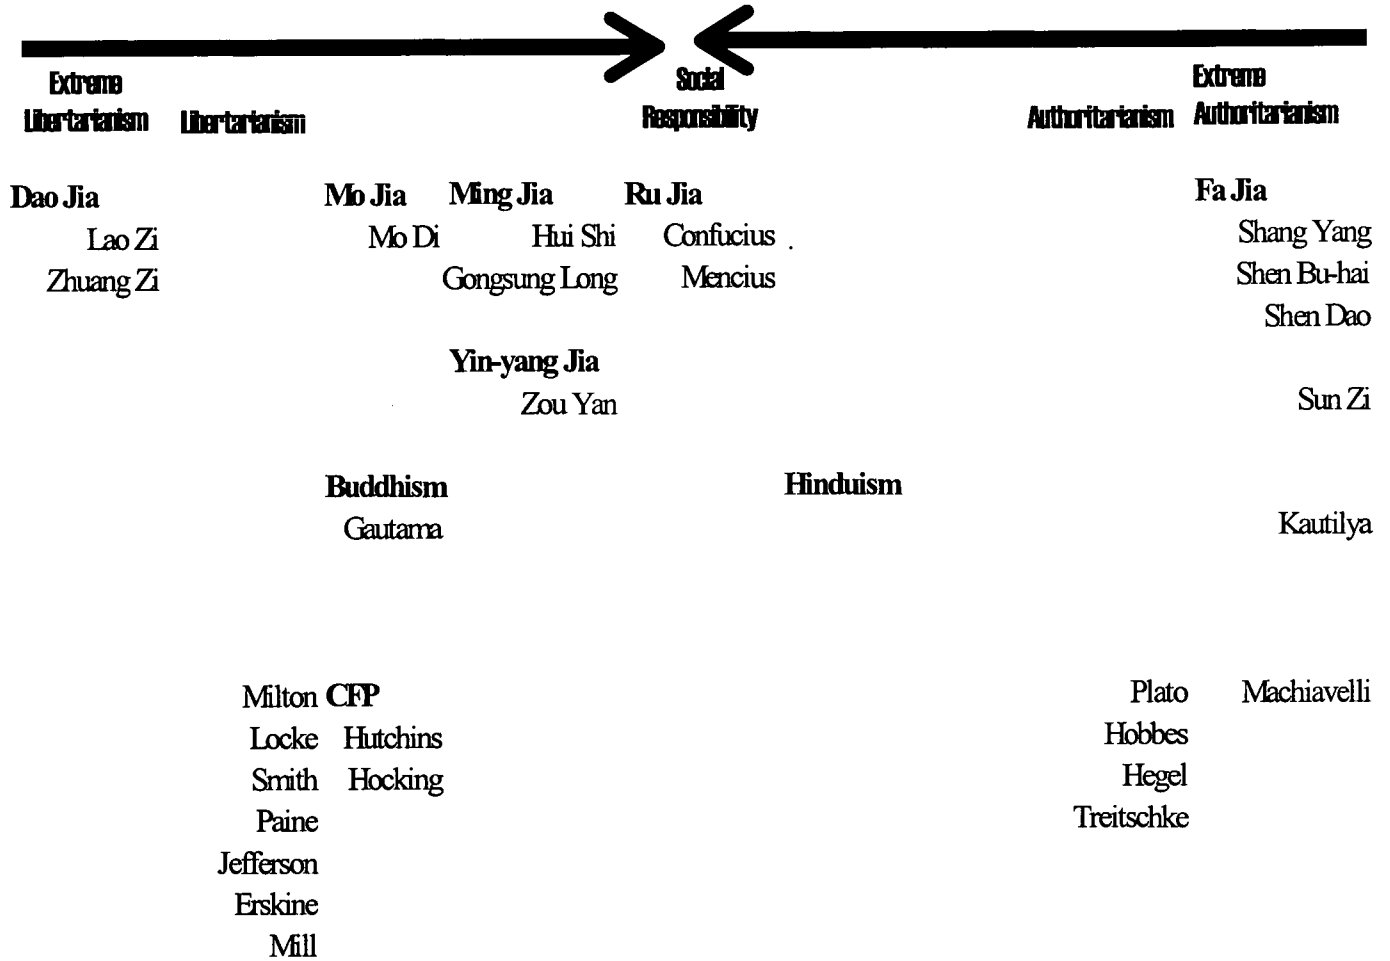 Extreme Social Extreme
Libertarianism Libertarianism Responsibility Authoritarianism Authoritarianism
Dao Jia Mo Jia Ming Jia Ru Jia Fa Jia
Lao Zi Mo Di Hui Shi Confucius Shang Yang
Zhuang Zi Gongsung Long Mencius Shen Bu-hai
Shen Dao
Yin-yang Jia
Zou Yan Sun Zi
Buddhism Hinduism
Gautama Kautilya
Milton CFP Plato Machiavelli
Locke Hutchins Hobbes
Smith Hocking Hegel
Paine Treitschke
Jefferson
Erskine
Mill